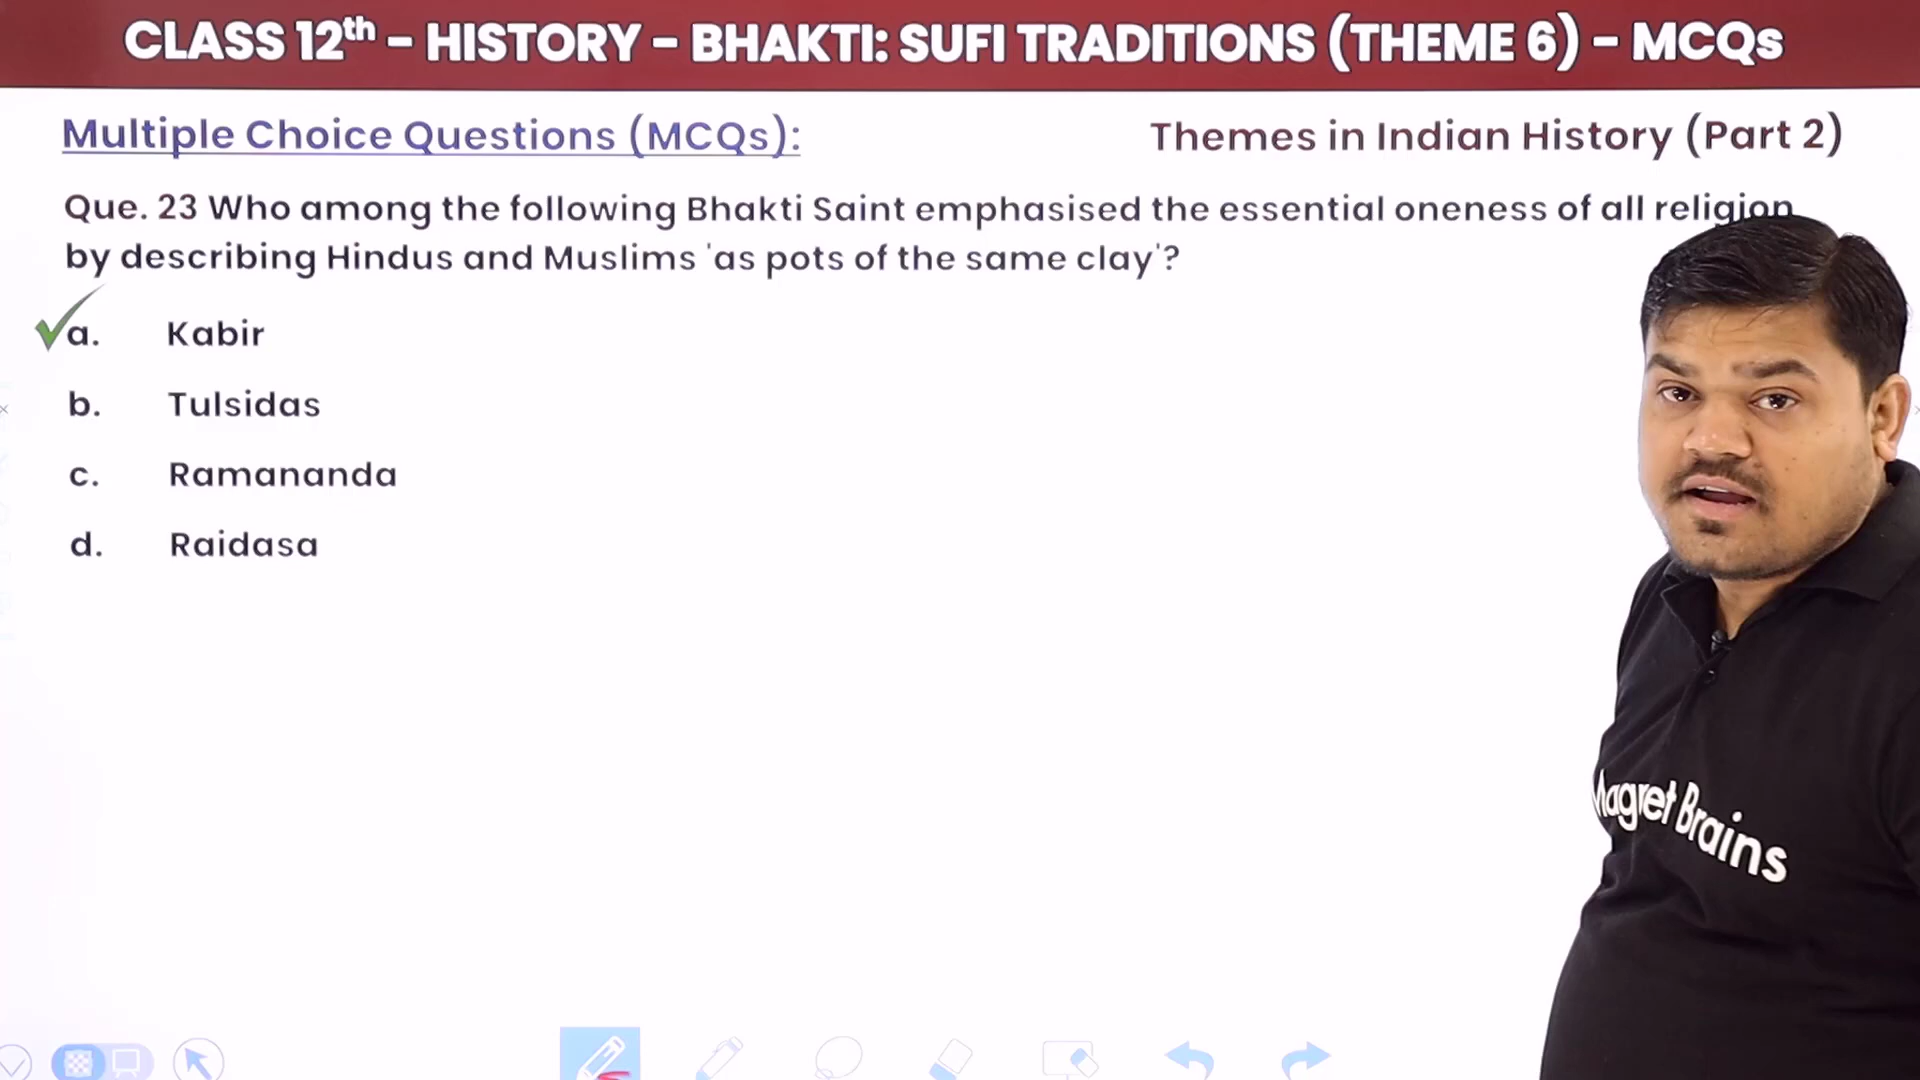 CLASS 12th – HISTORY – BHAKTI: SUFI TRADITIONS (THEME 6) – MCQs
Multiple Choice Questions (MCQs):
Themes in Indian History (Part 2)
Que. 23 Who among the following Bhakti Saint emphasised the essential oneness of all religion
by describing Hindus and Muslims 'as pots of the same clay'?
a. Kabir
b. Tulsidas
c. Ramananda
d. Raidasa
Magnet Brains